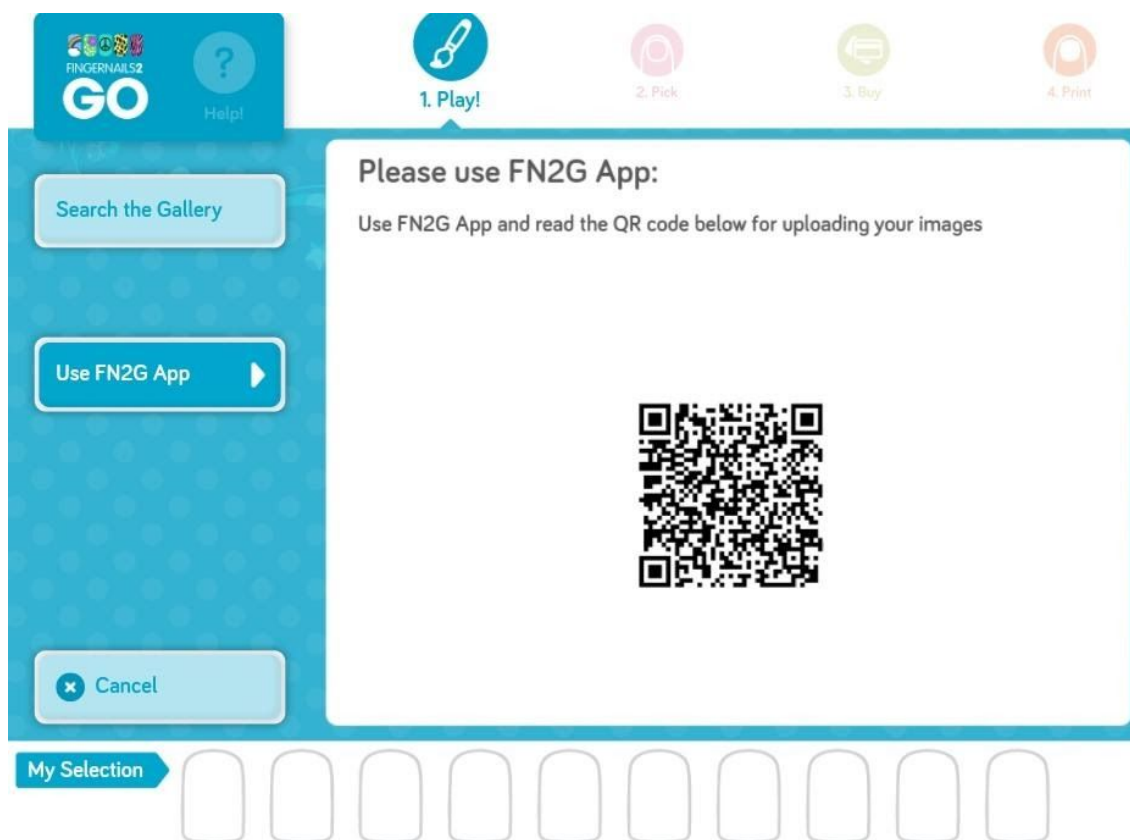 FINGERNAILS2
GO
?
Help!
1. Play!
2. Pick
3. Buy
4. Print
Search the Gallery
Use FN2G App
Cancel
Please use FN2G App:
Use FN2G App and read the QR code below for uploading your images
My Selection